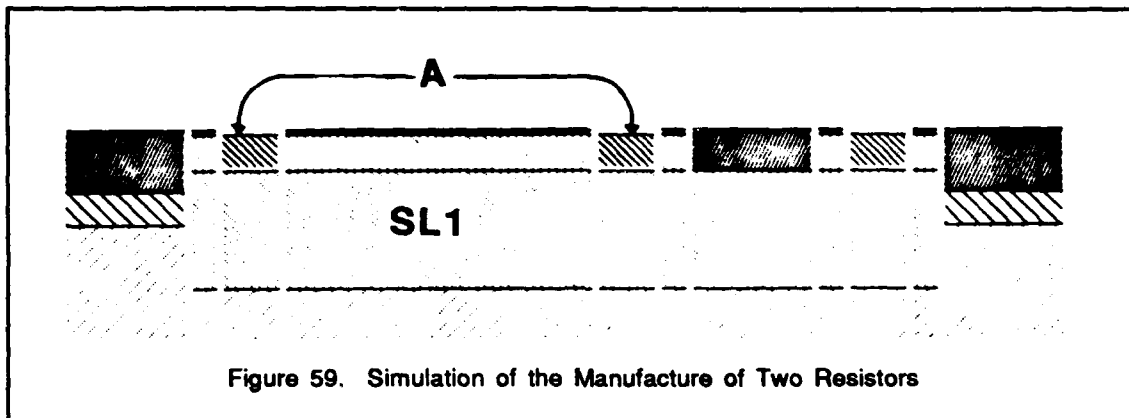 A
SL1
Figure 59. Simulation of the Manufacture of Two Resistors